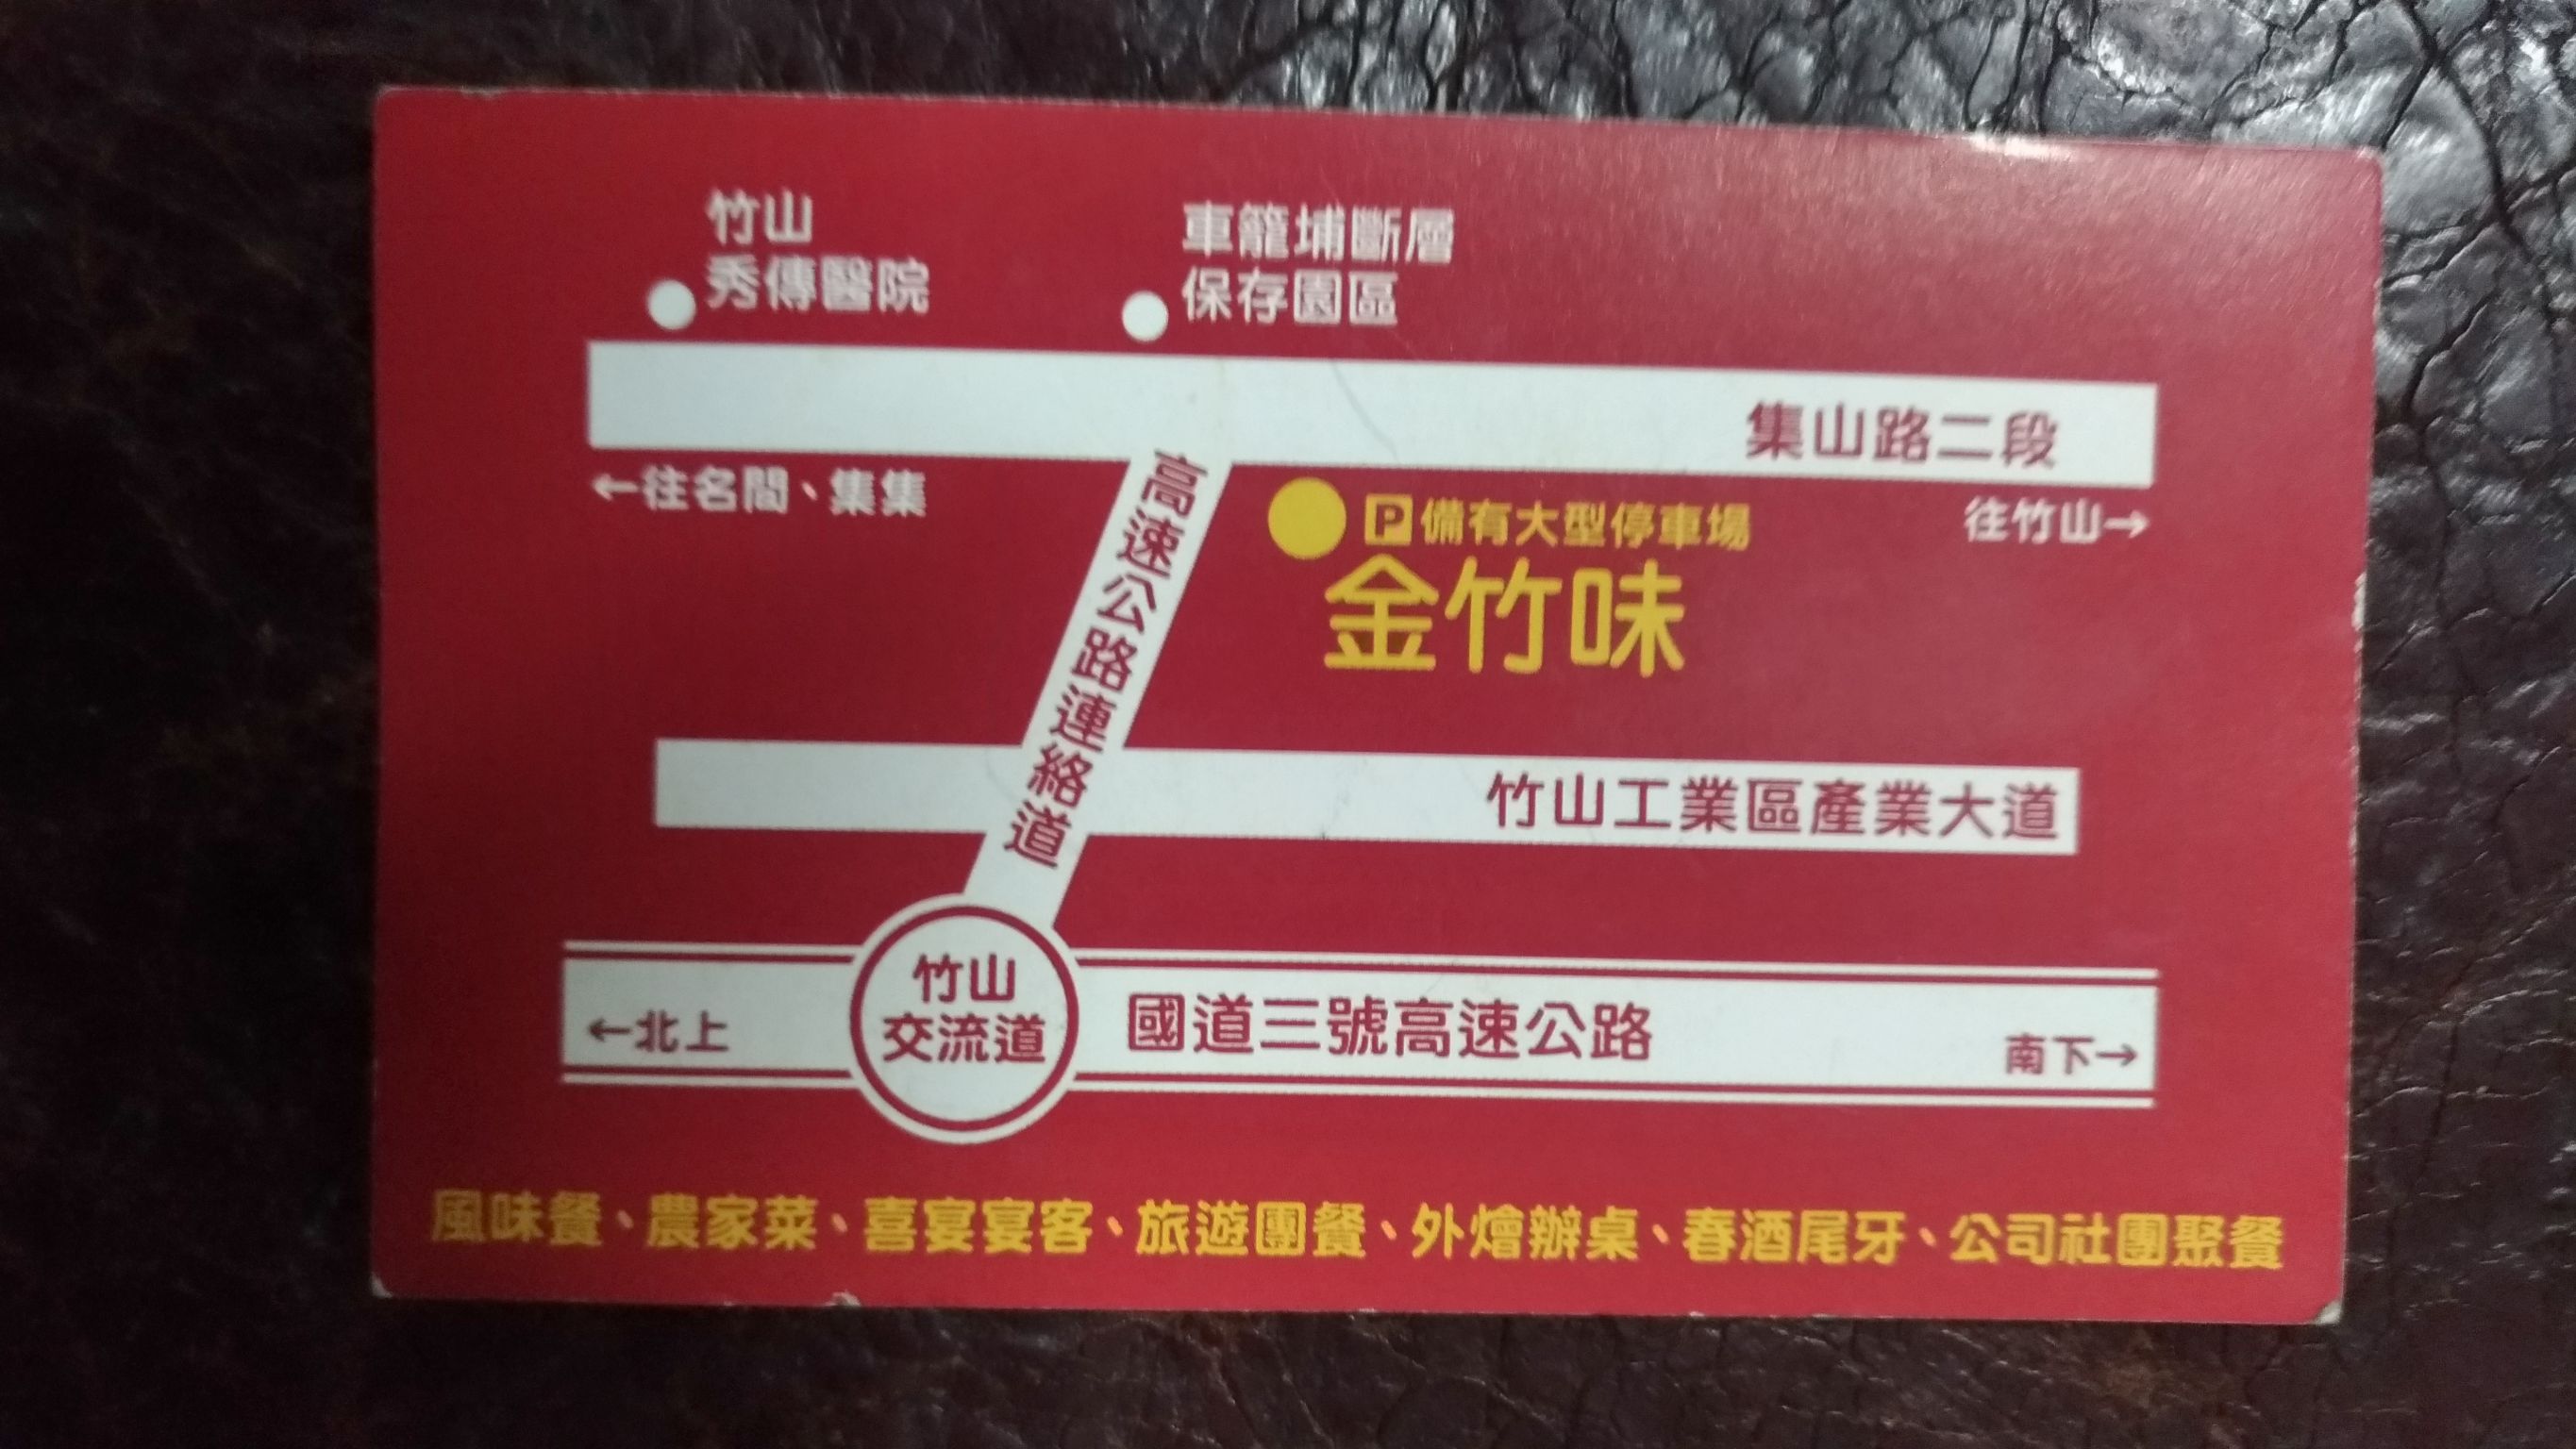 竹山
秀傳醫院
車籠埔斷層
保存園區
集山路二段
←往名間、集集
往竹山→
P備有大型停車場
金竹味
高速公路連絡道
竹山工業區產業大道
竹山
交流道
←北上
國道三號高速公路
南下→
風味餐、農家菜、喜宴宴客、旅遊團餐、外燴辦桌、春酒尾牙、公司社團聚餐